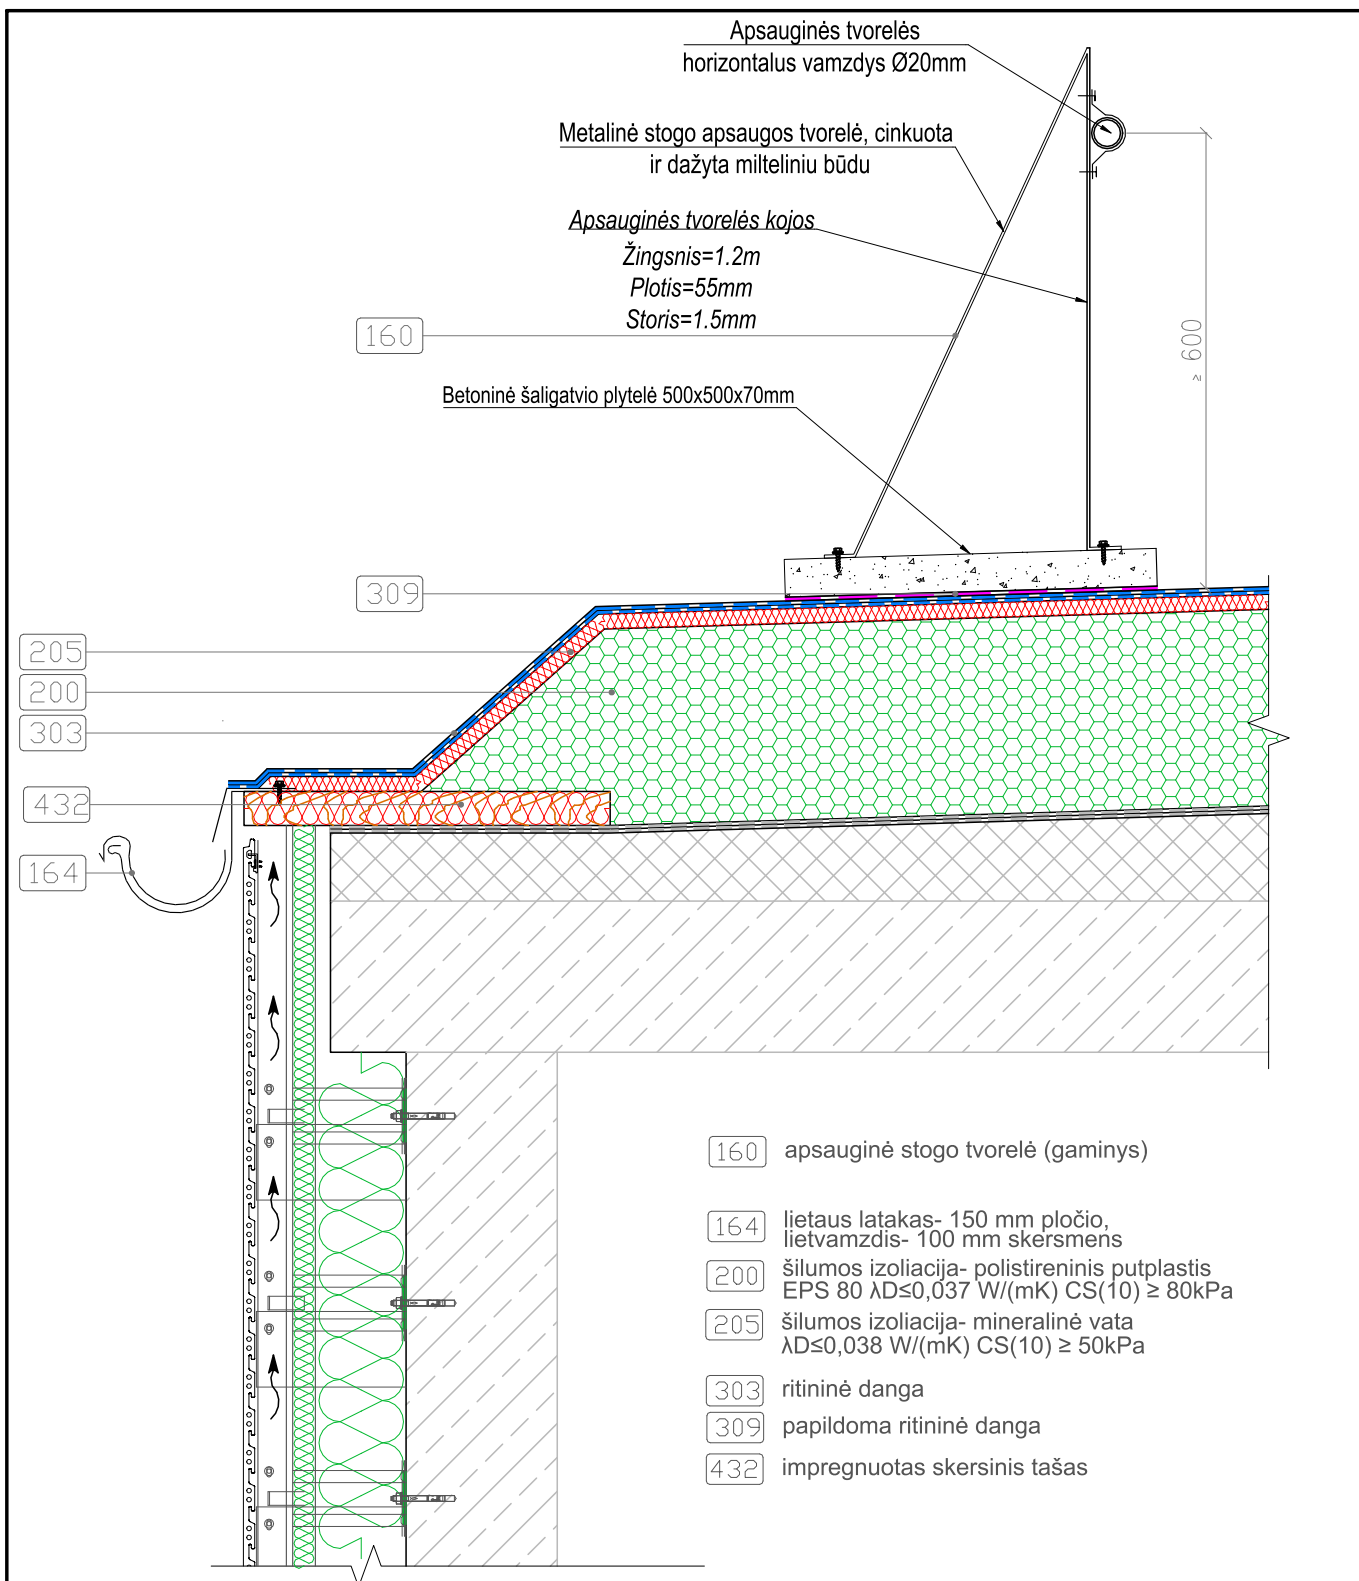 Apsauginės tvorelės
horizontalus vamzdys Ø20mm
Metalinė stogo apsaugos tvorelė, cinkuota
ir dažyta milteliniu būdu
Apsauginės tvorelės kojos
Žingsnis=1.2m
Plotis=55mm
Storis=1.5mm
160
≥ 600
Betoninė šaligatvio plytelė 500x500x70mm
309
205
200
303
432
164
160 apsauginė stogo tvorelė (gaminys)
164 lietaus latakas- 150 mm pločio,
lietvamzdis- 100 mm skersmens
200 šilumos izoliacija- polistireninis putplastis
EPS 80 λD≤0,037 W/(mK) CS(10) ≥ 80kPa
205 šilumos izoliacija- mineralinė vata
λD≤0,038 W/(mK) CS(10) ≥ 50kPa
303 ritininė danga
309 papildoma ritininė danga
432 impregnuotas skersinis tašas